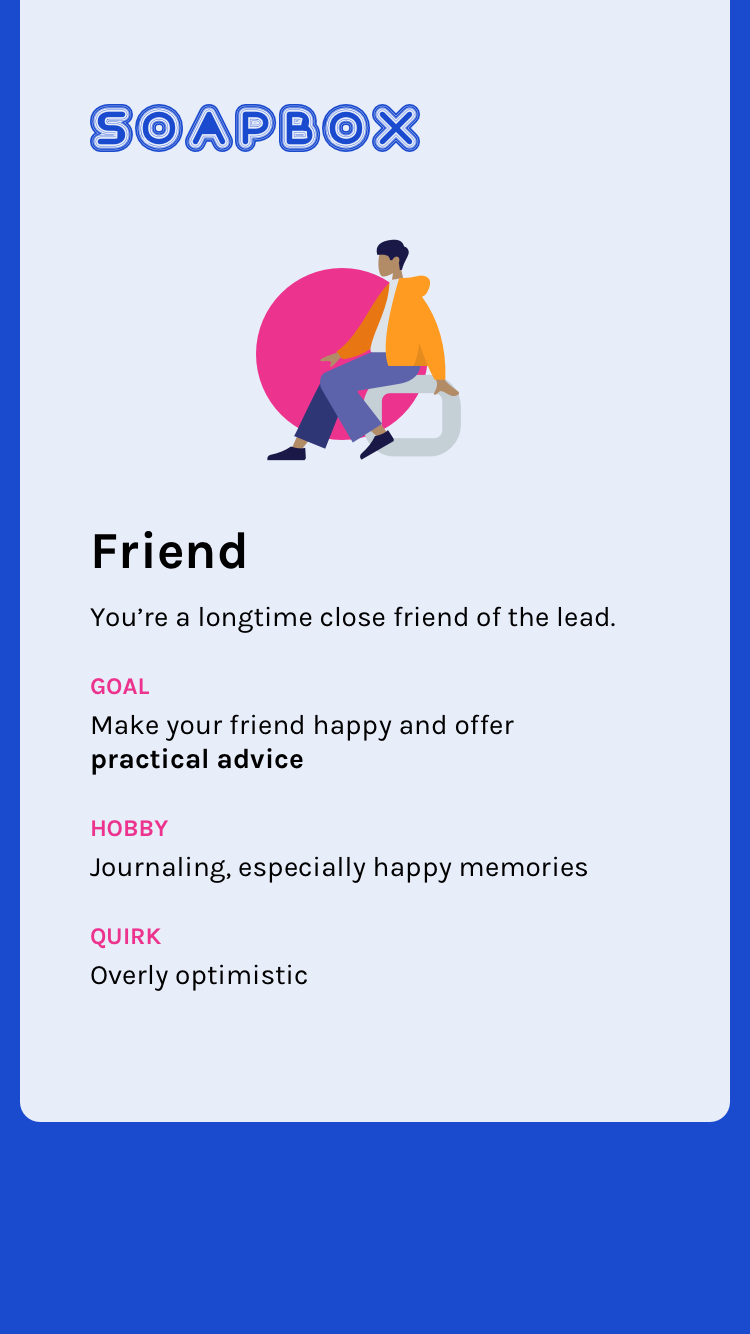 SOAPBOX
Friend
You’re a longtime close friend of the lead.
GOAL
Make your friend happy and offer
practical advice
HOBBY
Journaling, especially happy memories
QUIRK
Overly optimistic